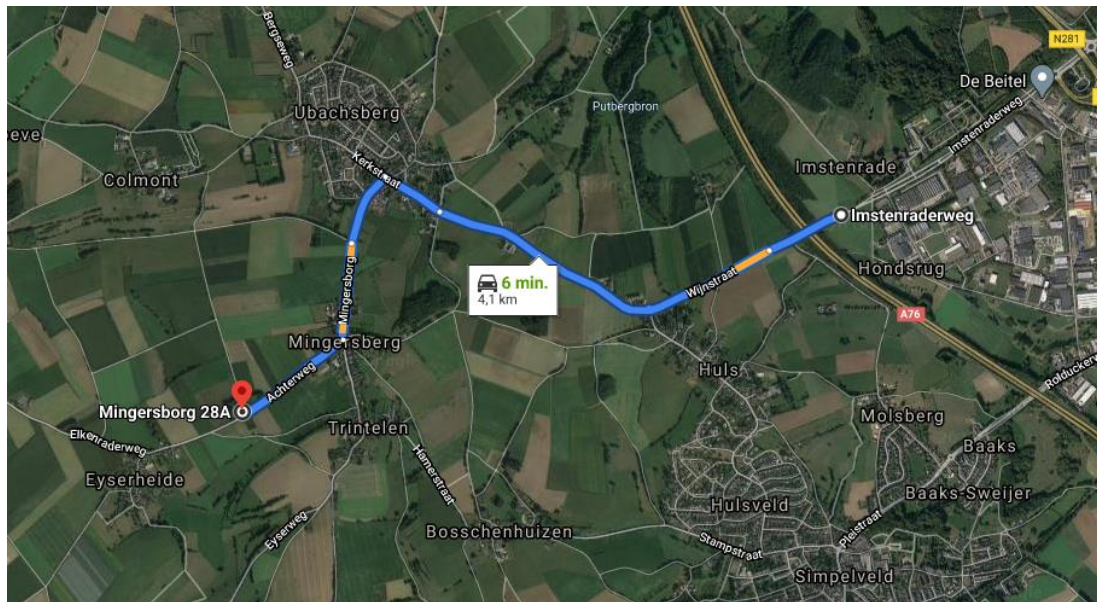 Bergseweg
N281
De Beitel
Ubachsberg
Putbergbron
Imstenraderweg
eve
Kerkstraat
Imstenrade
Colmont
Imstenraderweg
Hondsrug
6 min.
4,1 km
Mingersborg
Wijnstraat
A76
Mingersberg
Huls
Achterweg
Rolduckerw
Mingersborg 28A
Molsberg
Trintelen
Elkenraderweg
Baaks
Eyserheide
Hamerstraat
Baaks-Sweijer
Hulsveld
Eyserweg
Pleistraat
Bosschenhuizen
Stampstraat
Simpelveld